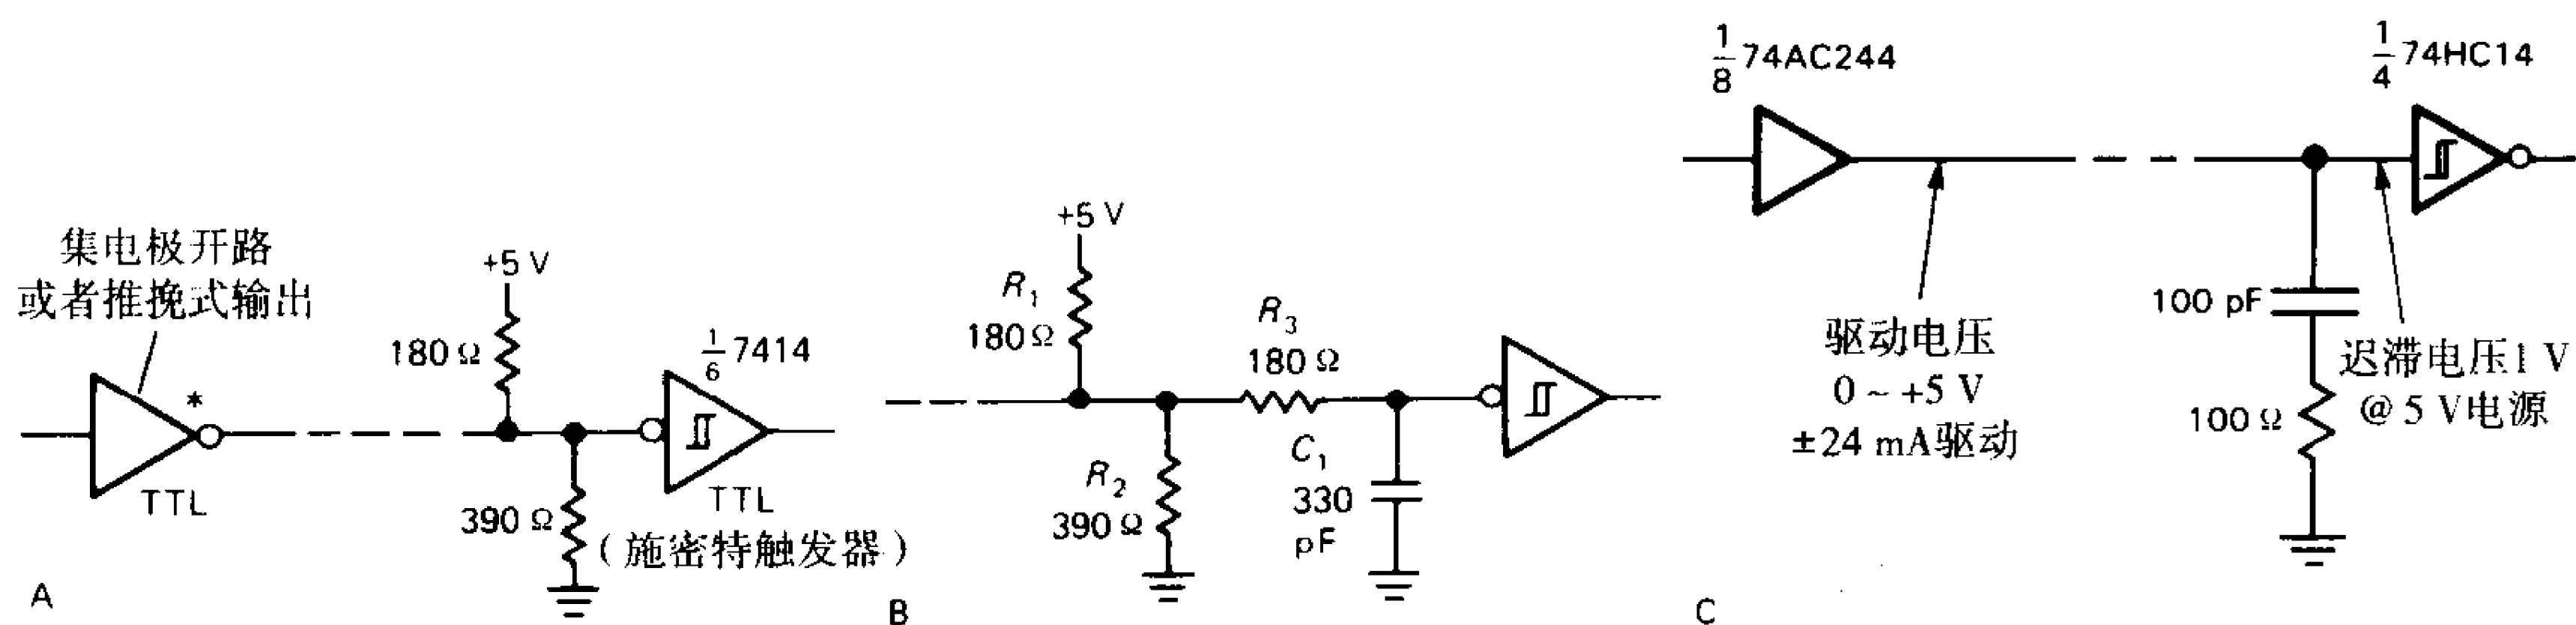 集电极开路
或者推挽式输出
*
TTL
+5 V
180 Ω
390 Ω
1/6 7414
TTL
(施密特触发器)
A
+5 V
R₁
180 Ω
R₂
390 Ω
R₃
180 Ω
C₁
330
pF
B
1/8 74AC244
驱动电压
0 ~ +5 V
±24 mA驱动
1/4 74HC14
100 pF
100 Ω
迟滞电压1 V
@ 5 V电源
C